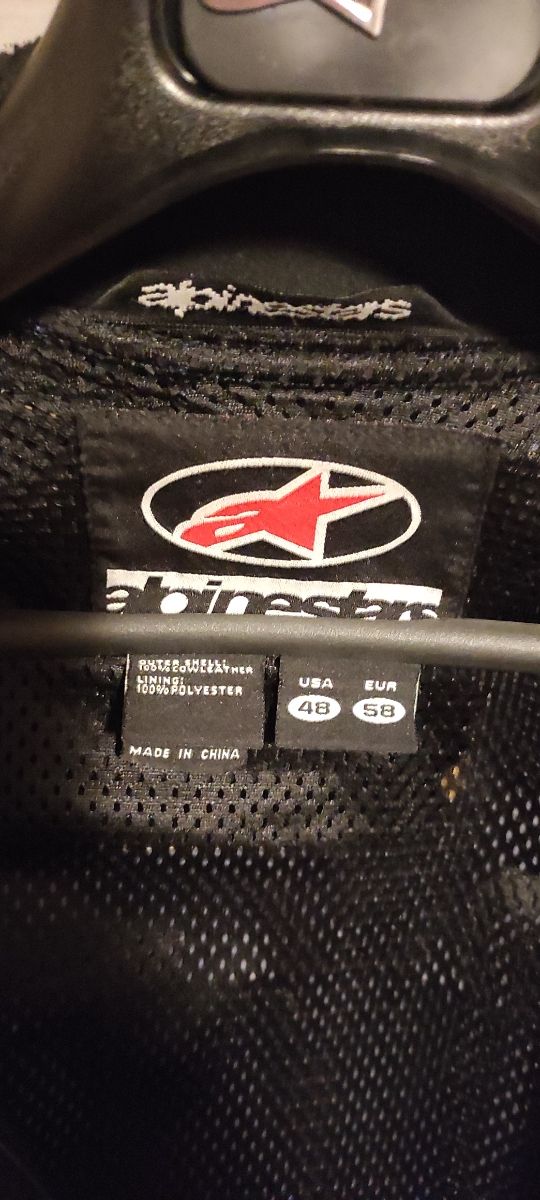 alpinestars
alpinestars
OUTER SHELL:
100% COWLEATHER
LINING:
100% POLYESTER
MADE IN CHINA
USA EUR
48 58